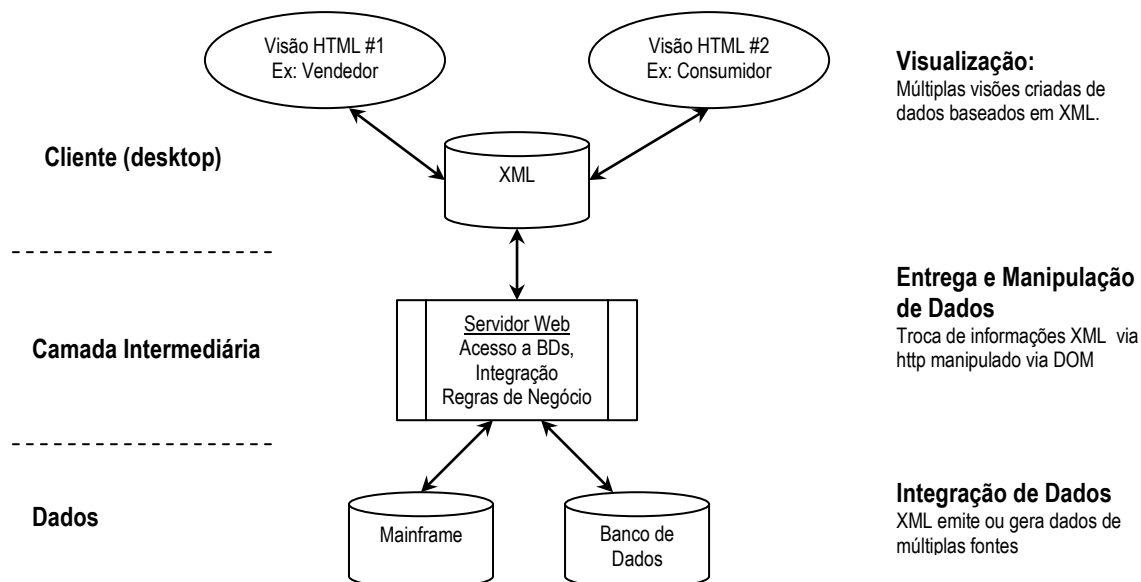 Visão HTML #1
Ex: Vendedor
Visão HTML #2
Ex: Consumidor
Visualização:
Múltiplas visões criadas de
dados baseados em XML.
Cliente (desktop)
XML
Entrega e Manipulação
de Dados
Troca de informações XML via
http manipulado via DOM
Camada Intermediária
Servidor Web
Acesso a BDs,
Integração
Regras de Negócio
Dados
Mainframe
Banco de
Dados
Integração de Dados
XML emite ou gera dados de
múltiplas fontes